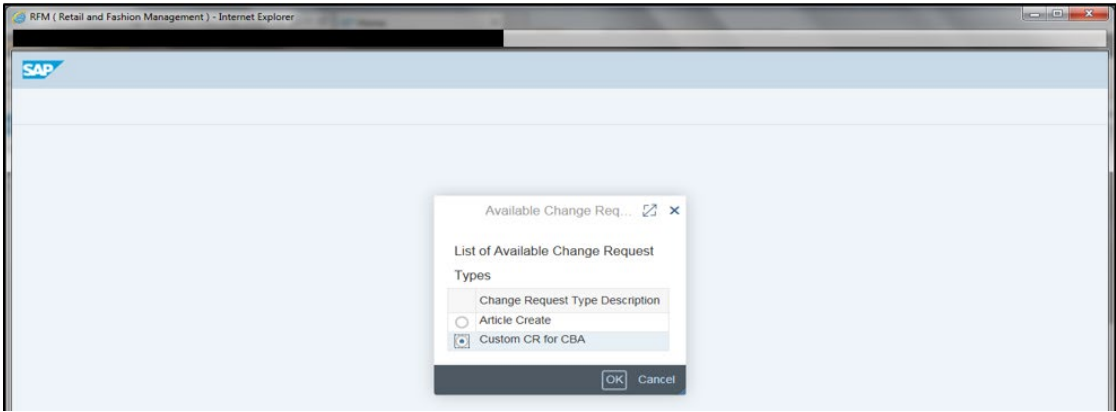 RFM ( Retail and Fashion Management ) - Internet Explorer
SAP
Available Change Req...
List of Available Change Request
Types
Change Request Type Description
Article Create
Custom CR for CBA
OK Cancel